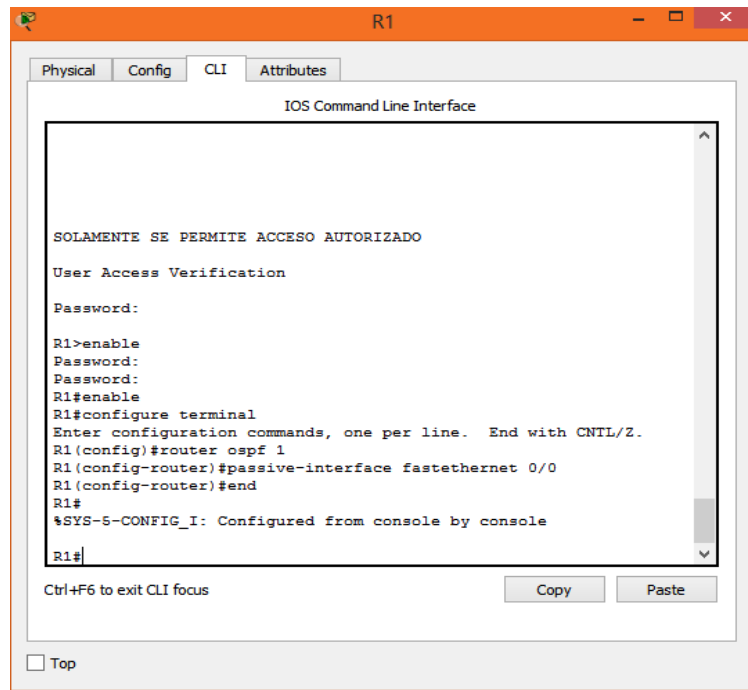 R1
Physical Config CLI Attributes
IOS Command Line Interface
SOLAMENTE SE PERMITE ACCESO AUTORIZADO
User Access Verification
Password:
R1>enable
Password:
Password:
R1#enable
R1#configure terminal
Enter configuration commands, one per line.  End with CNTL/Z.
R1(config)#router ospf 1
R1(config-router)#passive-interface fastethernet 0/0
R1(config-router)#end
R1#
%SYS-5-CONFIG_I: Configured from console by console
R1#
Ctrl+F6 to exit CLI focus Copy Paste
Top